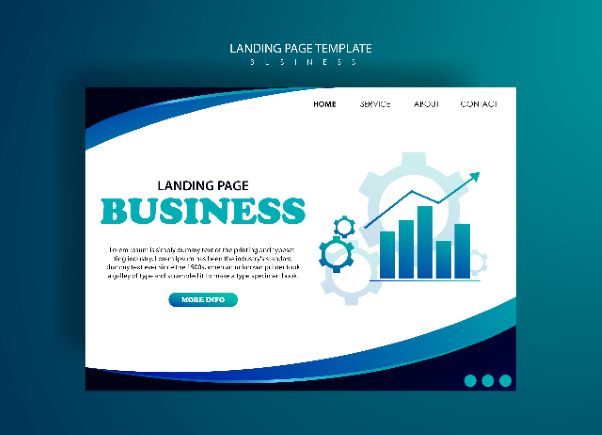 LANDING PAGE TEMPLATE
BUSINESS
HOME SERVICE ABOUT CONTACT
LANDING PAGE
BUSINESS
Lorem Ipsum is simply dummy text of the printing and typeset
ting industry. Lorem Ipsum has been the industry's standard
dummy text ever since the 1500s, when an unknown printer took
a galley of type and scrambled it to make a type specimen book.
MORE INFO